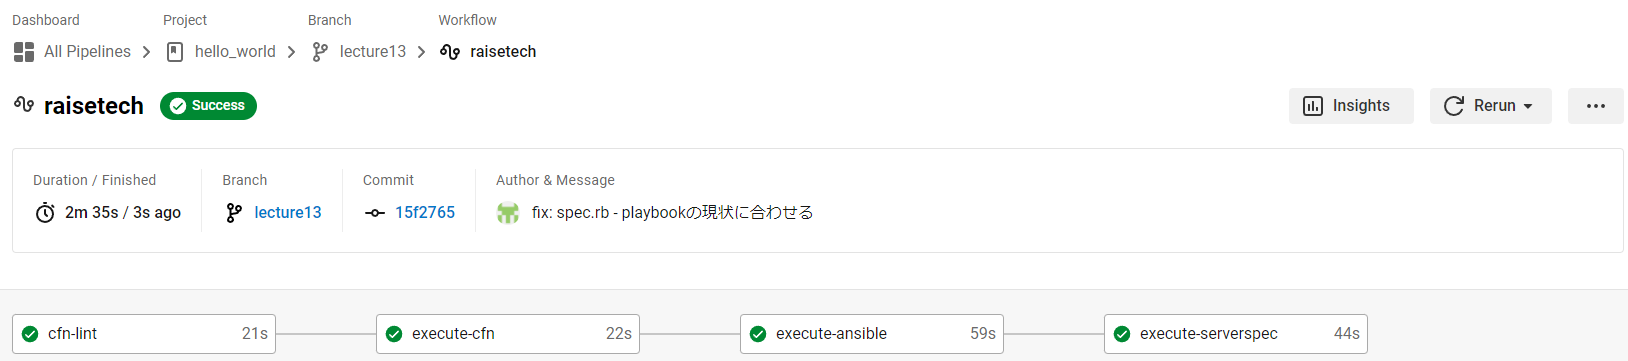 Dashboard Project Branch Workflow
All Pipelines hello_world lecture13 raisetech
raisetech Success Insights Rerun
Duration / Finished Branch Commit Author & Message
2m 35s / 3s ago lecture13 15f2765 fix: spec.rb - playbookの現状に合わせる
cfn-lint 21s execute-cfn 22s execute-ansible 59s execute-serverspec 44s